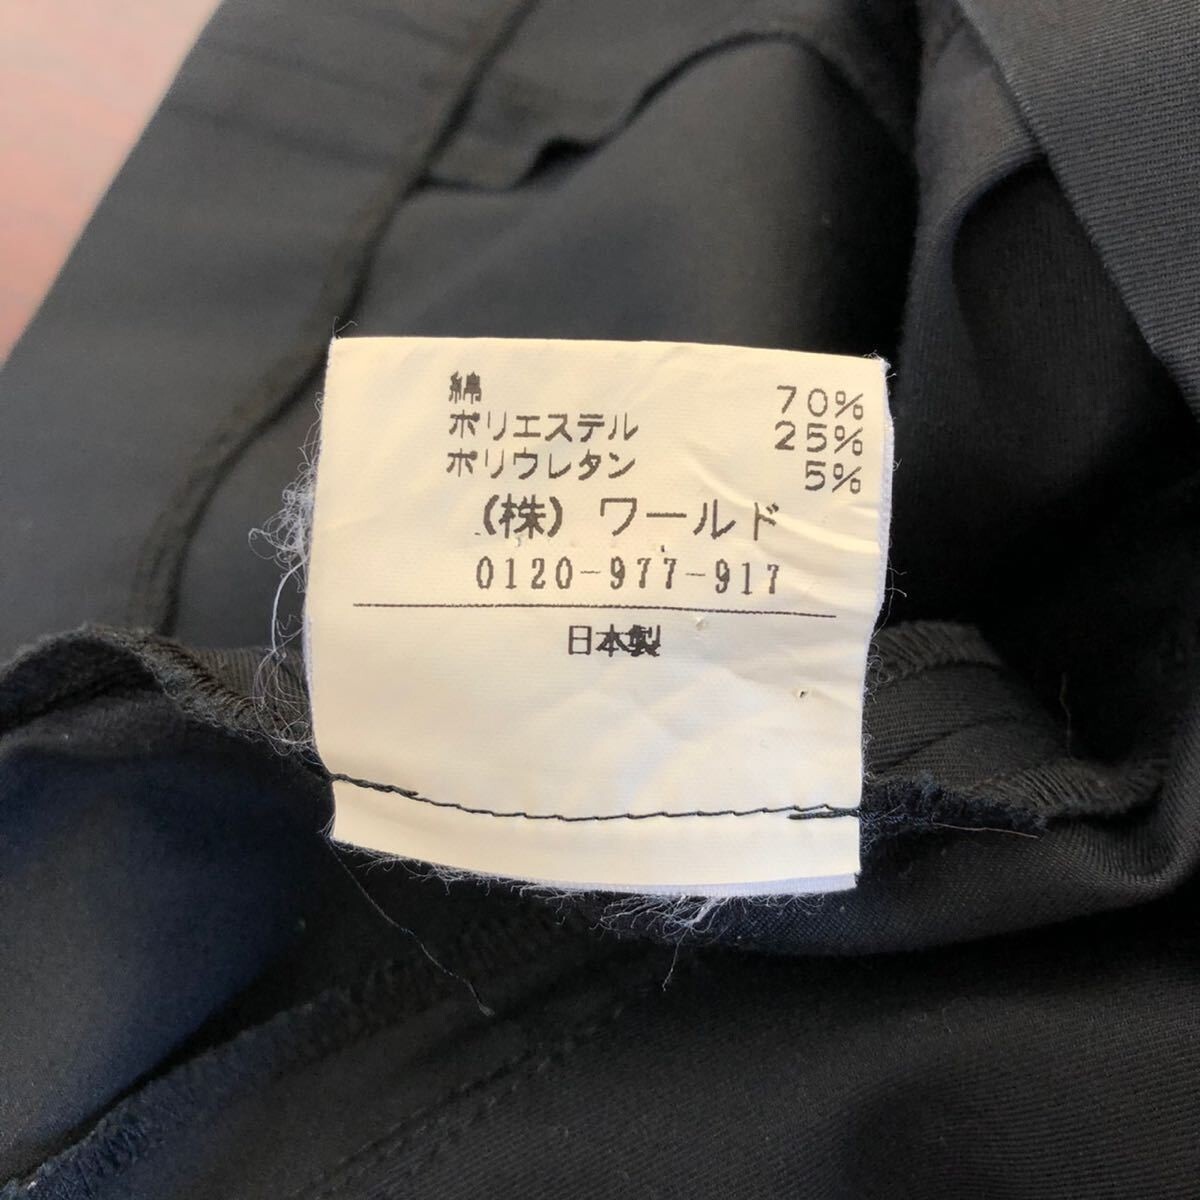 綿 70%
ポリエステル 25%
ポリウレタン 5%
(株) ワールド
0120-977-917
日本製